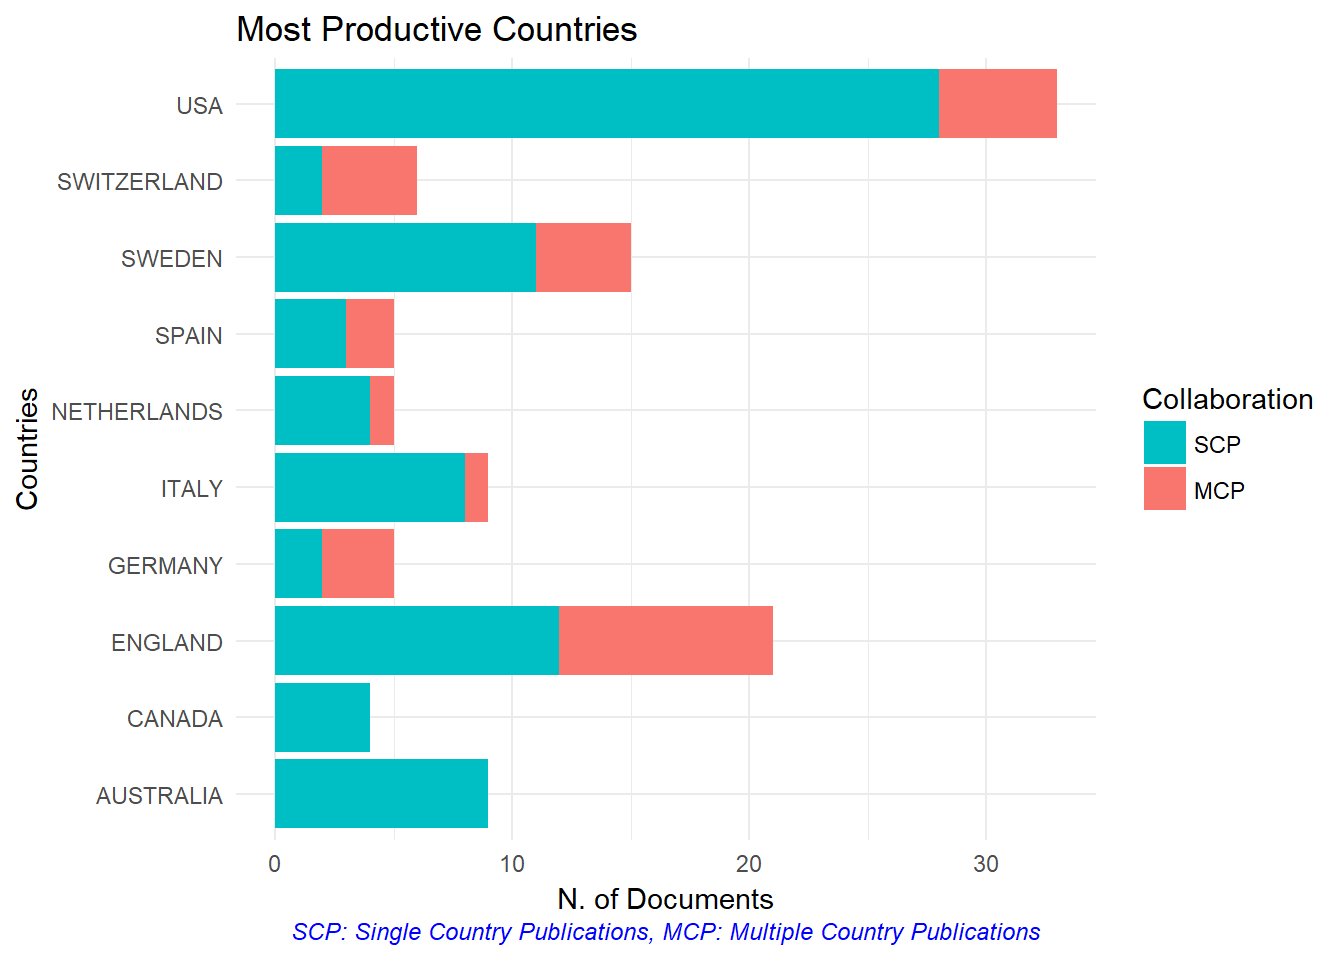 Most Productive Countries
USA
SWITZERLAND
SWEDEN
SPAIN
NETHERLANDS
ITALY
GERMANY
ENGLAND
CANADA
AUSTRALIA
Countries
0 10 20 30
N. of Documents
SCP: Single Country Publications, MCP: Multiple Country Publications
Collaboration
SCP
MCP